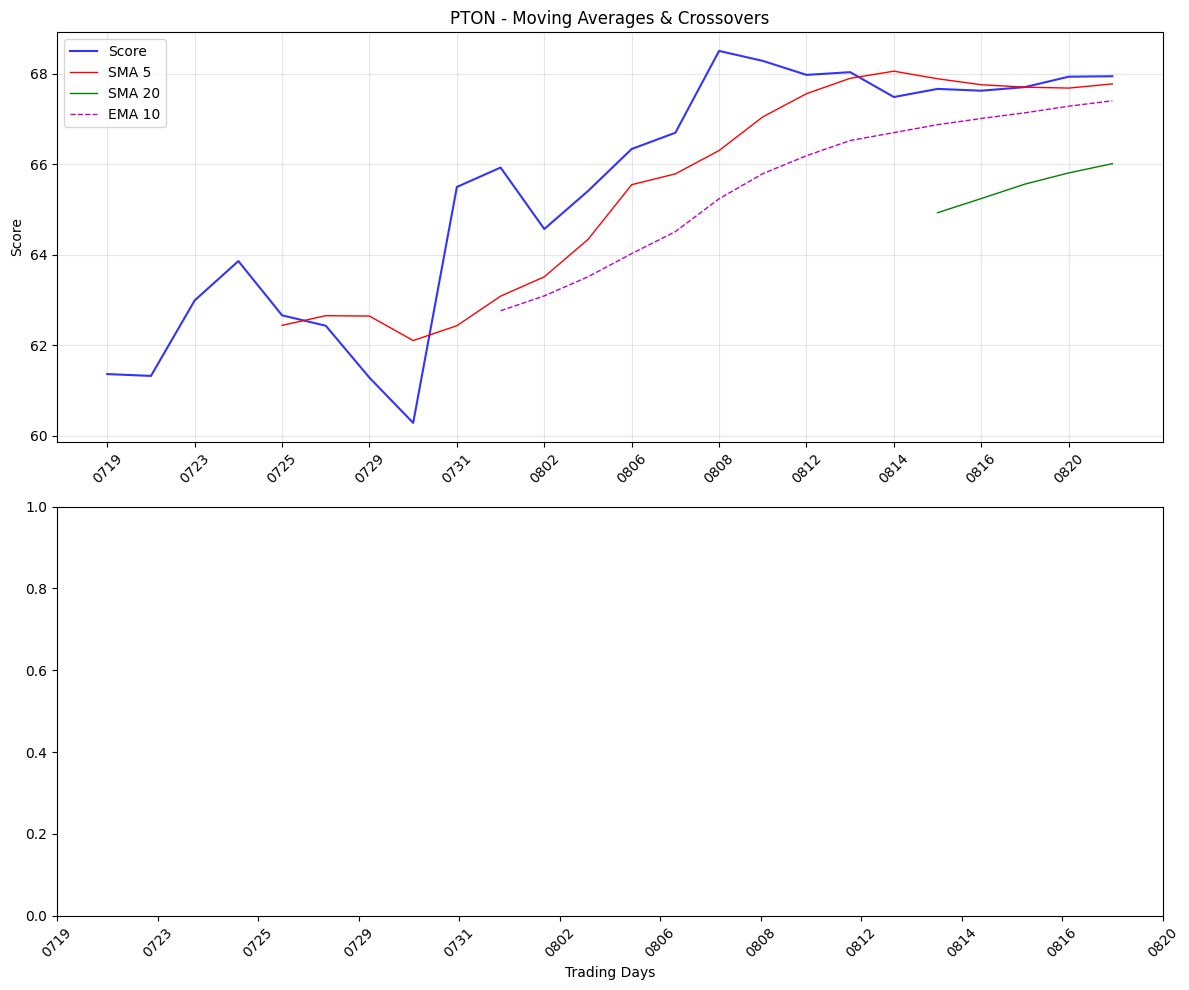 PTON - Moving Averages & Crossovers
Score
SMA 5
SMA 20
EMA 10
Score
68
66
64
62
60
0719 0723 0725 0729 0731 0802 0806 0808 0812 0814 0816 0820
1.0
0.8
0.6
0.4
0.2
0.0
0719 0723 0725 0729 0731 0802 0806 0808 0812 0814 0816 0820
Trading Days